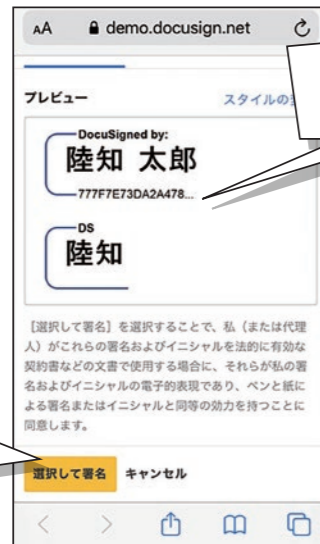 AA demo.docusign.net
プレビュー スタイルの変
DocuSigned by:
陸知 太郎
777F7E73DA2A478...
DS
陸知
［選択して署名］を選択することで、私（または代理
人）がこれらの署名およびイニシャルを法的に有効な
契約書などの文書で使用する場合に、それらが私の署
名およびイニシャルの電子的表現であり、ペンと紙に
よる署名またはイニシャルと同等の効力を持つことに
同意します。
選択して署名 キャンセル